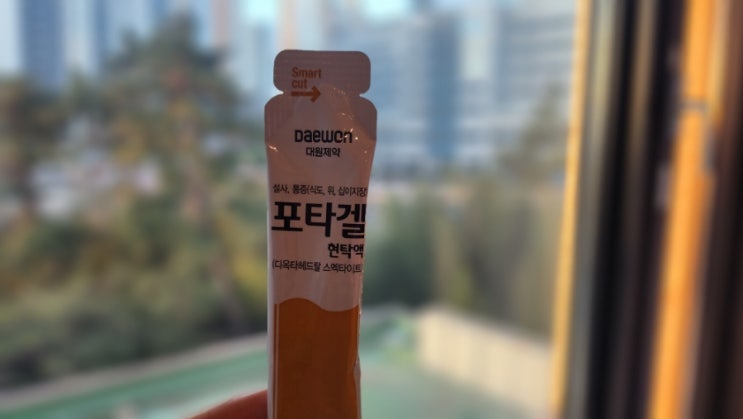 Smart
cut
DAEWON
대원제약
설사, 통증(식도, 위, 십이지장
포타겔
현탁액
(디옥타헤드랄 스멕타이트)